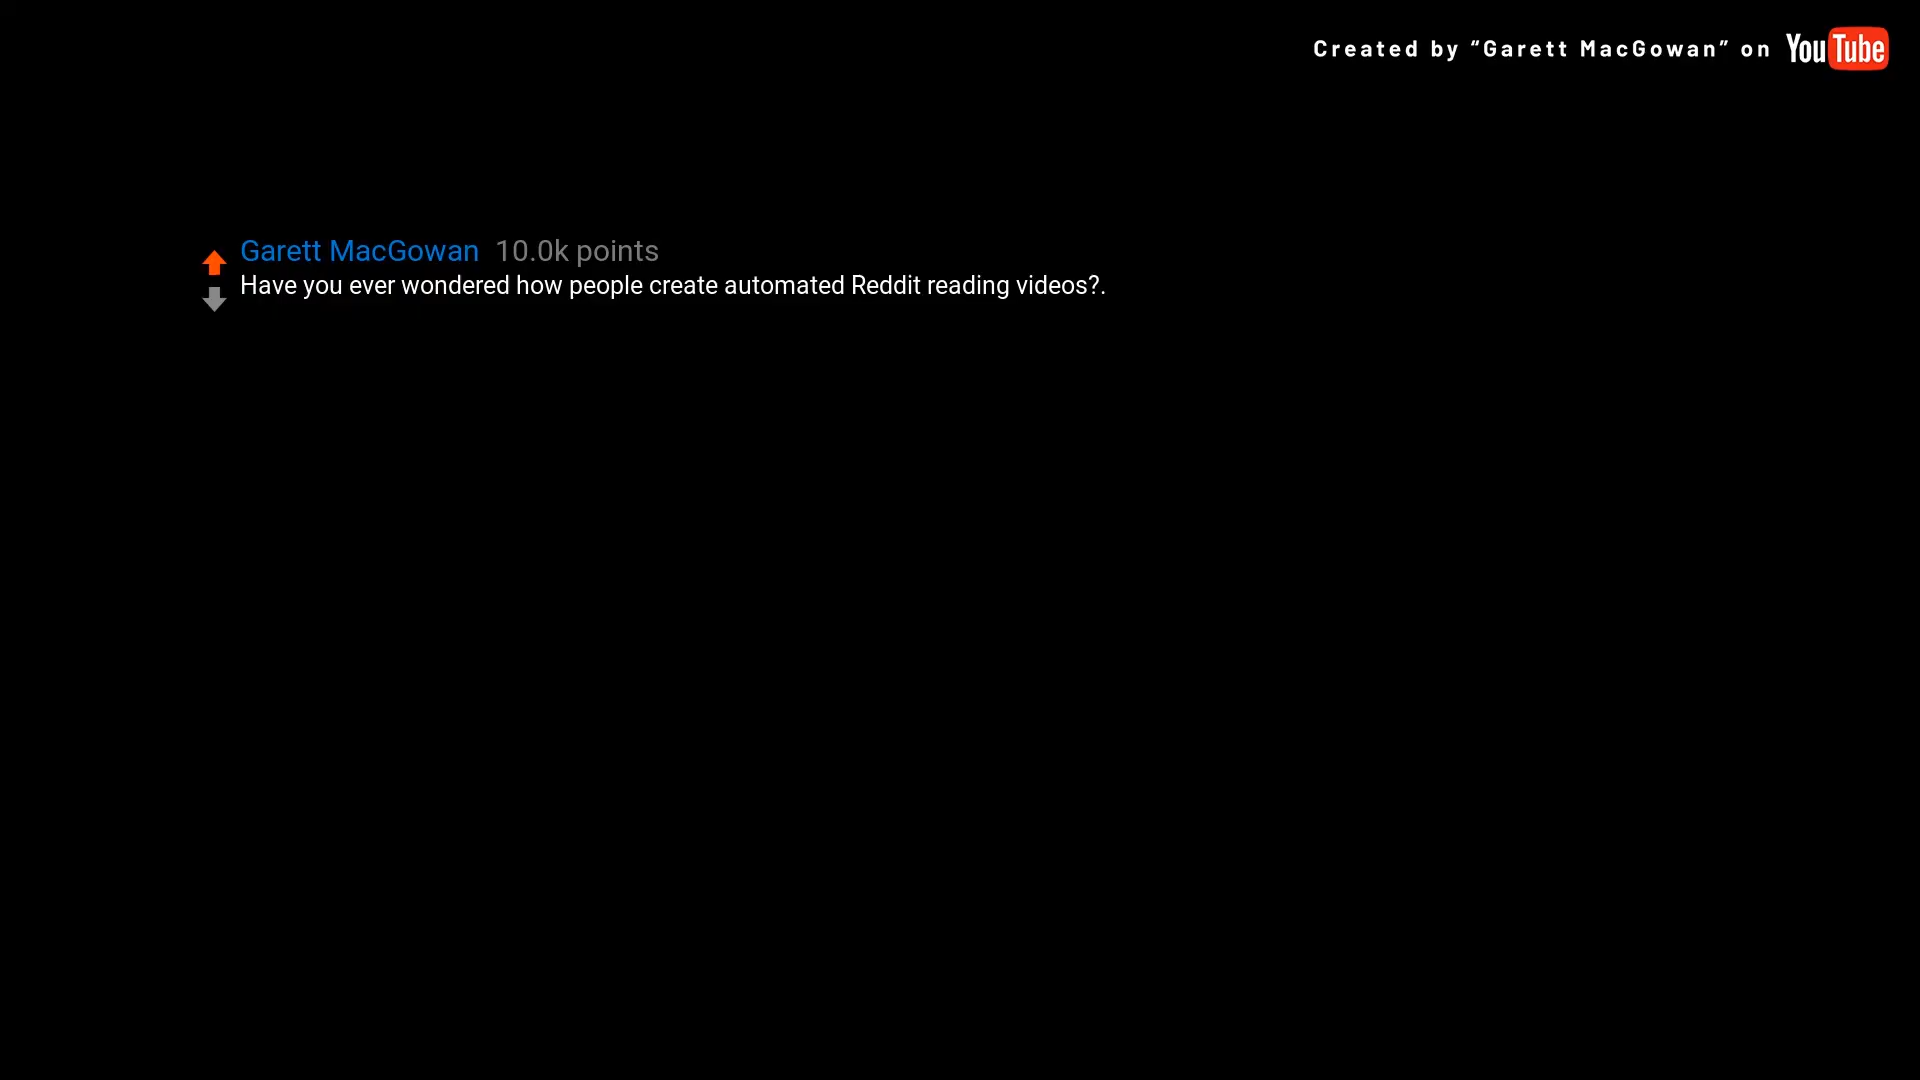 Created by “Garett MacGowan” on YouTube
Garett MacGowan 10.0k points
Have you ever wondered how people create automated Reddit reading videos?.